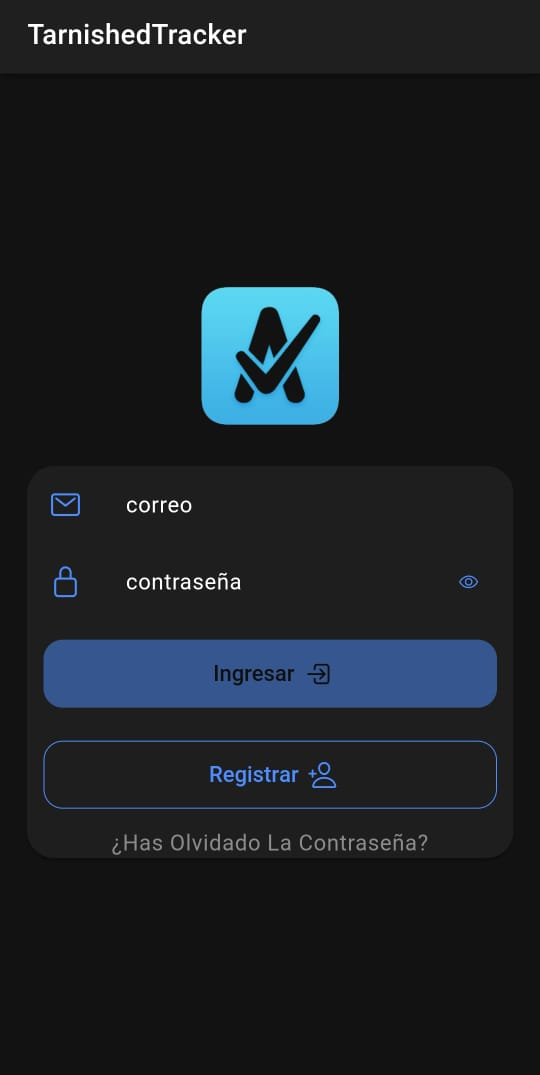 TarnishedTracker
correo
contraseña
Ingresar
Registrar
¿Has Olvidado La Contraseña?